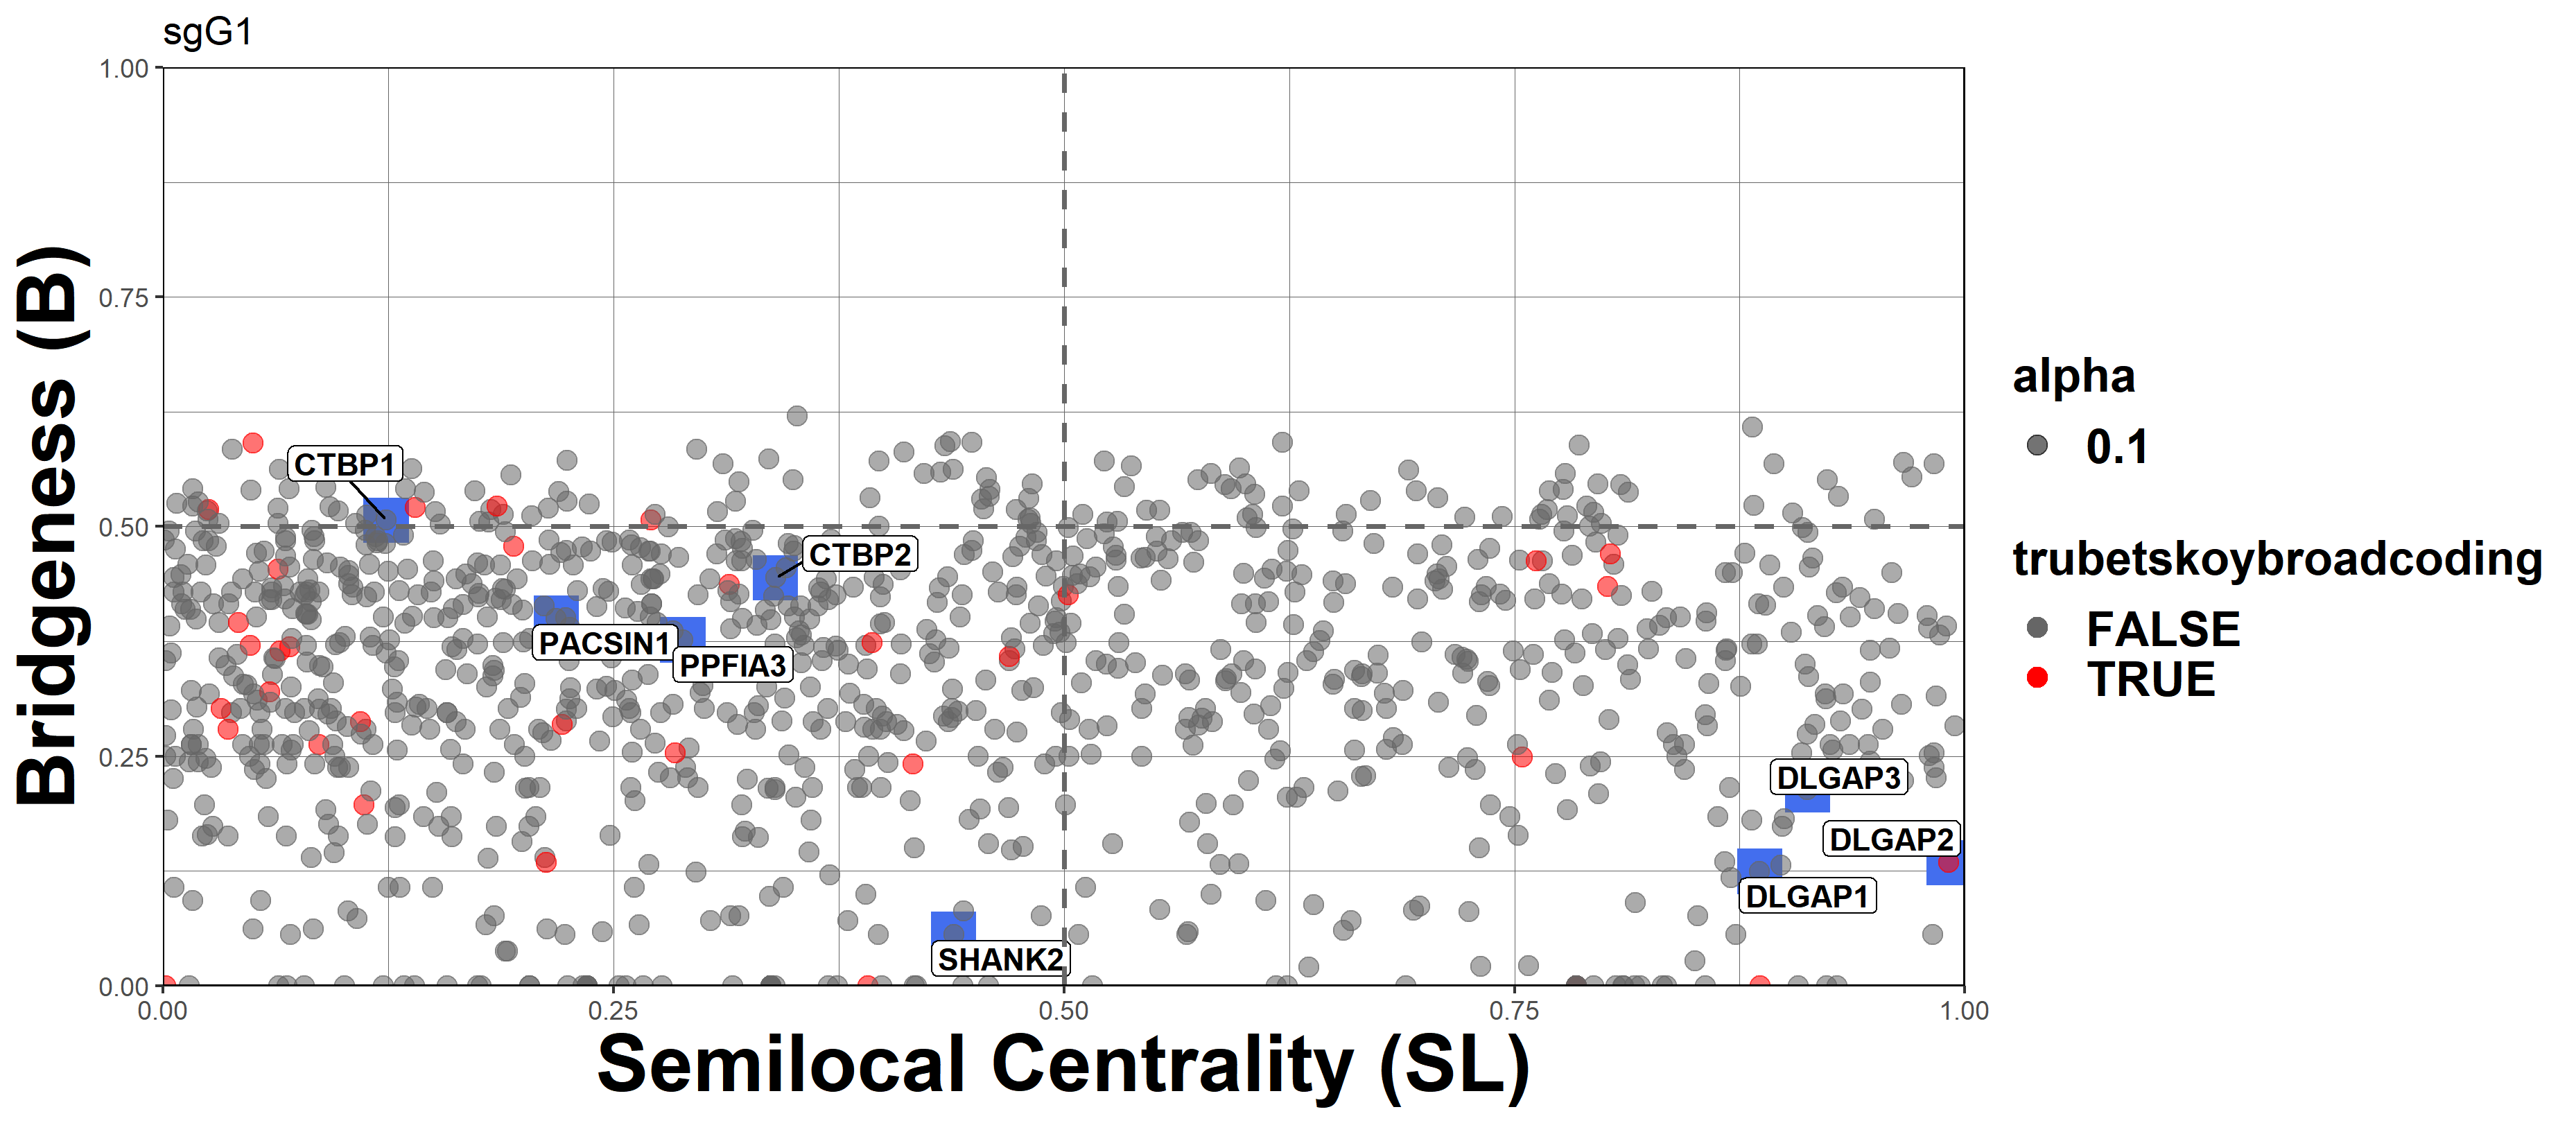 sgG1
Bridgeness (B)
1.00
0.75
0.50
0.25
0.00
CTBP1
CTBP2
PACSIN1
PPFIA3
DLGAP3
DLGAP2
DLGAP1
SHANK2
0.00
0.25
0.50
0.75
1.00
Semilocal Centrality (SL)
alpha
0.1
trubetskoybroadcoding
FALSE
TRUE